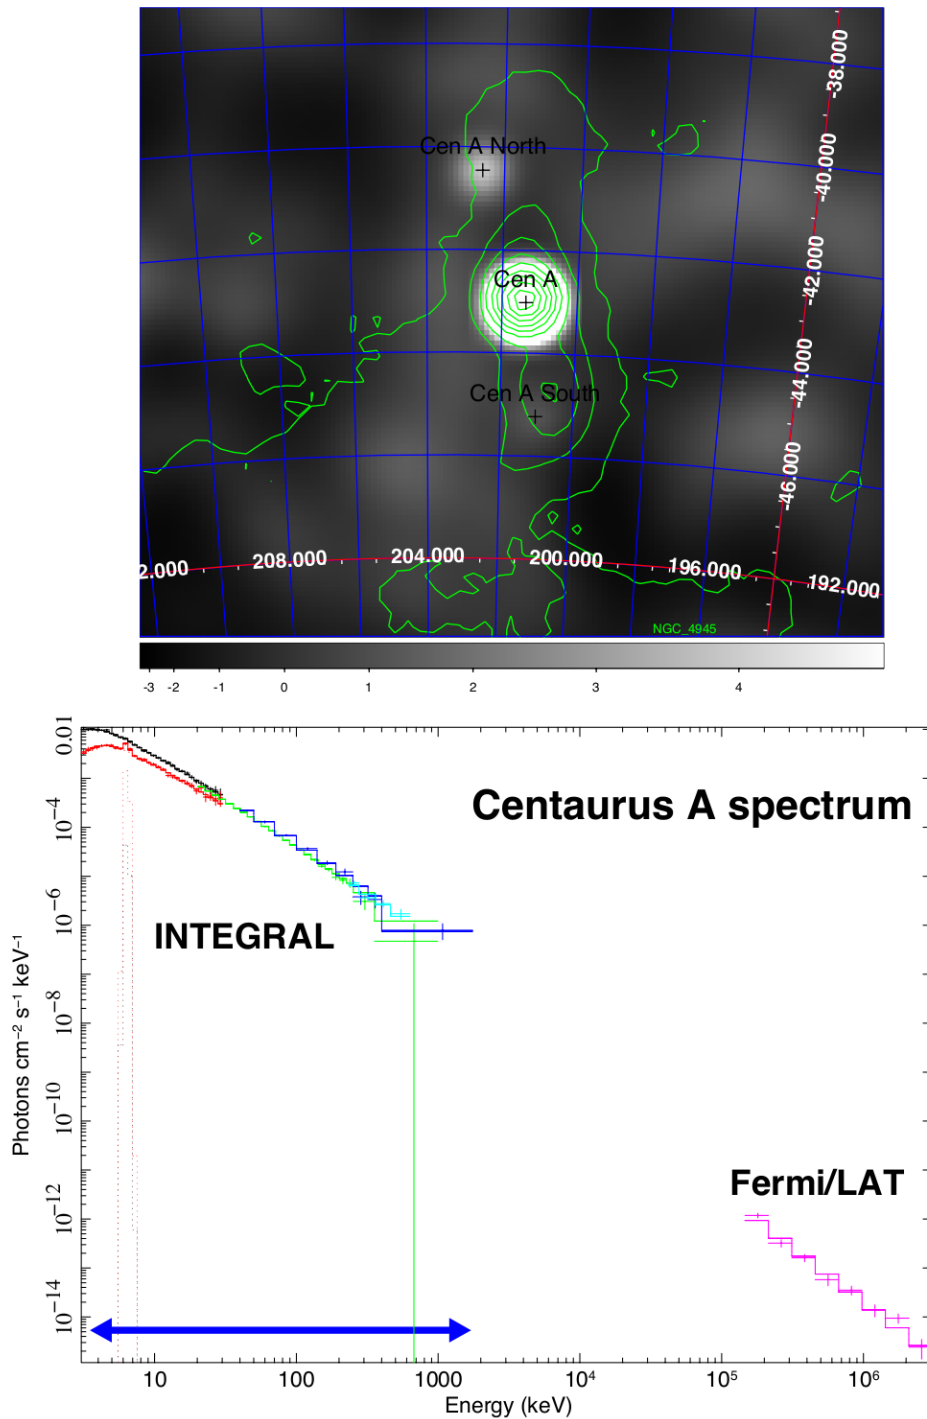 -38.000
Cen A North
-40.000
Cen A
-42.000
Cen A South
-44.000
-46.000
2.000 208.000 204.000 200.000 196.000 192.000
NGC_4945
-3 -2 -1 0 1 2 3 4
Centaurus A spectrum
INTEGRAL
Fermi/LAT
Photons cm⁻² s⁻¹ keV⁻¹
0.01
10⁻⁴
10⁻⁶
10⁻⁸
10⁻¹⁰
10⁻¹²
10⁻¹⁴
10 100 1000 10⁴ 10⁵ 10⁶
Energy (keV)